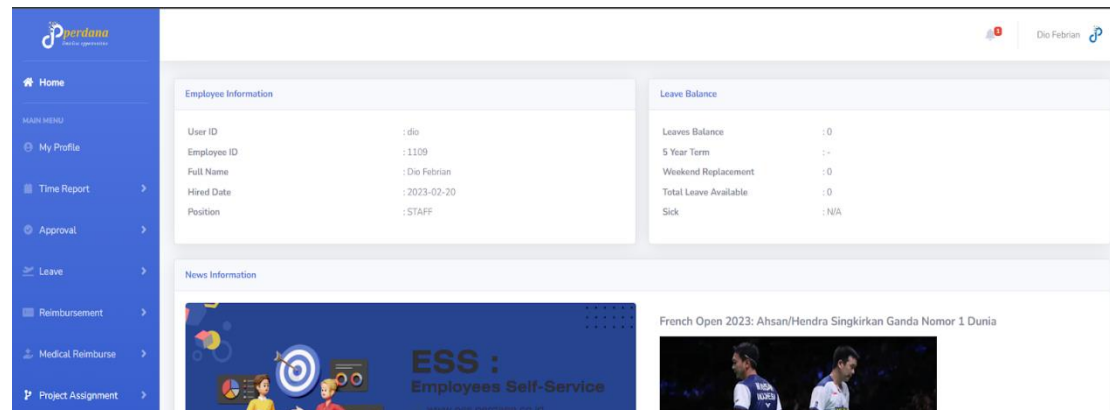 perdana
Dio Febrian
Home
MAIN MENU
My Profile
Time Report
Approval
Leave
Reimbursement
Medical Reimburse
Project Assignment
Employee Information
User ID : dio
Employee ID : 1109
Full Name : Dio Febrian
Hired Date : 2023-02-20
Position : STAFF
Leave Balance
Leaves Balance : 0
5 Year Term : -
Weekend Replacement : 0
Total Leave Available : 0
Sick : N/A
News Information
ESS :
Employees Self-Service
French Open 2023: Ahsan/Hendra Singkirkan Ganda Nomor 1 Dunia